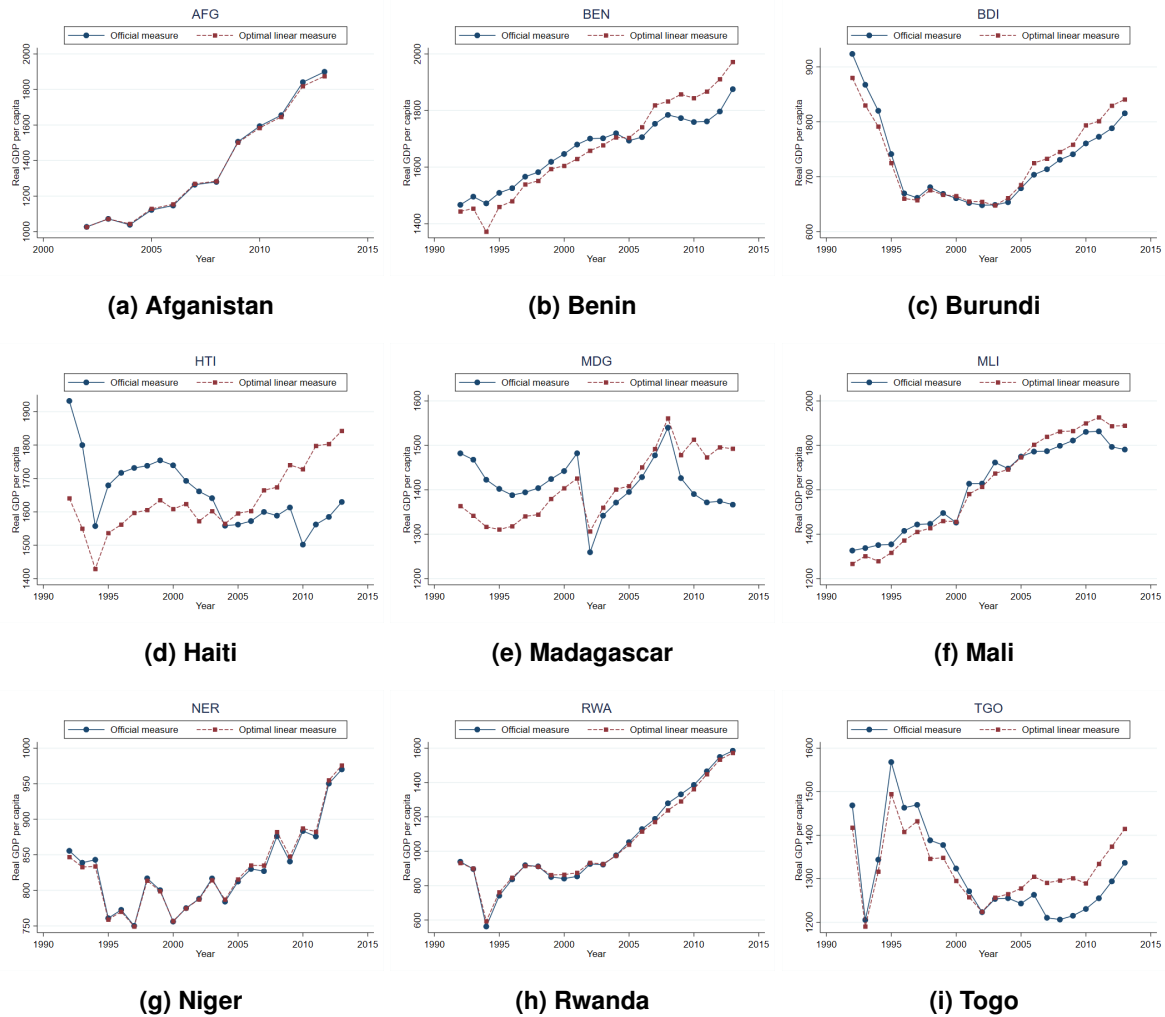 AFG
Official measure Optimal linear measure
Real GDP per capita
1000 1200 1400 1600 1800 2000
2000 2005 2010 2015
Year
(a) Afganistan
BEN
Official measure Optimal linear measure
Real GDP per capita
1400 1600 1800 2000
1990 1995 2000 2005 2010 2015
Year
(b) Benin
BDI
Official measure Optimal linear measure
Real GDP per capita
600 700 800 900
1990 1995 2000 2005 2010 2015
Year
(c) Burundi
HTI
Official measure Optimal linear measure
Real GDP per capita
1400 1500 1600 1700 1800 1900
1990 1995 2000 2005 2010 2015
Year
(d) Haiti
MDG
Official measure Optimal linear measure
Real GDP per capita
1200 1300 1400 1500 1600
1990 1995 2000 2005 2010 2015
Year
(e) Madagascar
MLI
Official measure Optimal linear measure
Real GDP per capita
1200 1400 1600 1800 2000
1990 1995 2000 2005 2010 2015
Year
(f) Mali
NER
Official measure Optimal linear measure
Real GDP per capita
750 800 850 900 950 1000
1990 1995 2000 2005 2010 2015
Year
(g) Niger
RWA
Official measure Optimal linear measure
Real GDP per capita
600 800 1000 1200 1400 1600
1990 1995 2000 2005 2010 2015
Year
(h) Rwanda
TGO
Official measure Optimal linear measure
Real GDP per capita
1200 1300 1400 1500 1600
1990 1995 2000 2005 2010 2015
Year
(i) Togo